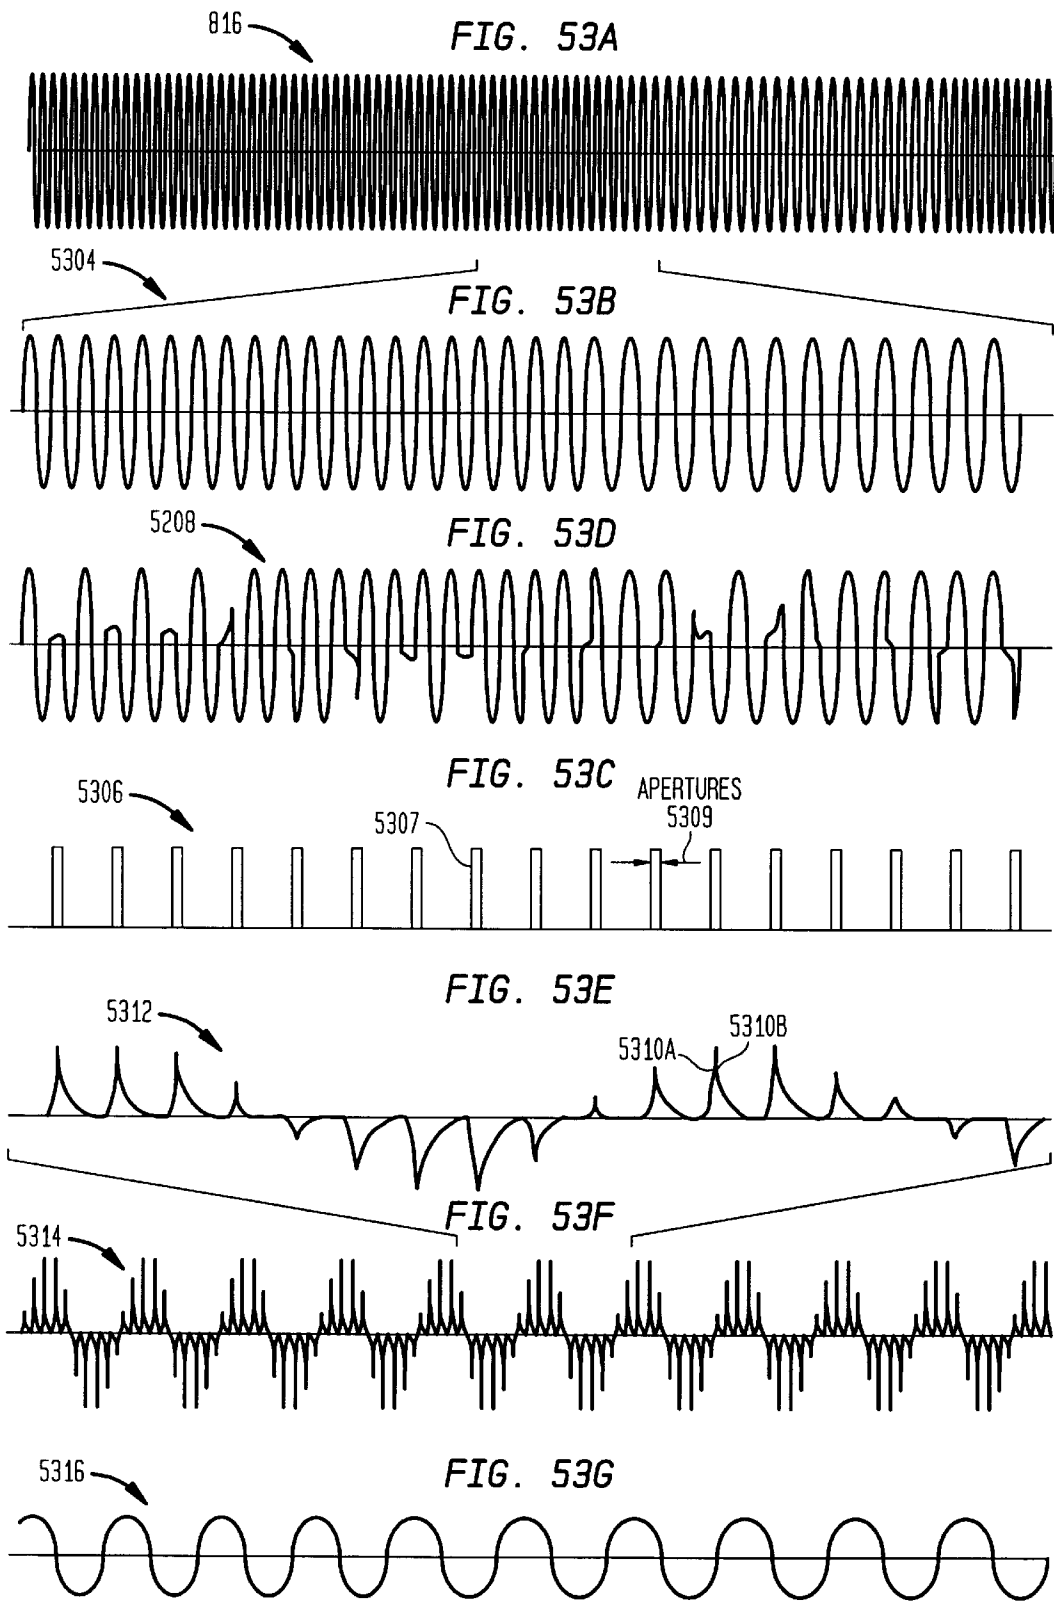 816
FIG. 53A
5304
FIG. 53B
5208
FIG. 53D
FIG. 53C
5306
5307
APERTURES
5309
FIG. 53E
5312
5310A
5310B
FIG. 53F
5314
FIG. 53G
5316